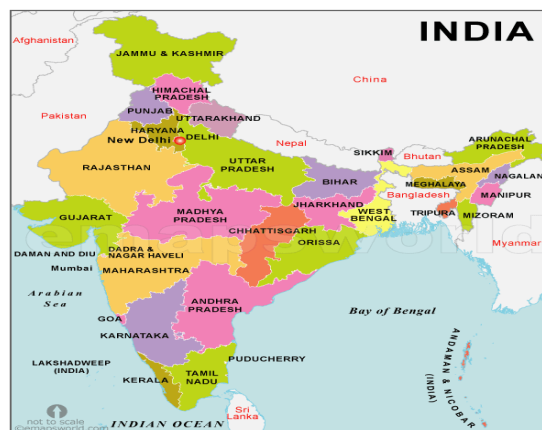 INDIA
Afghanistan
JAMMU & KASHMIR
China
HIMACHAL
PRADESH
Pakistan
PUNJAB
UTTARAKHAND
HARYANA
New Delhi
DELHI
Nepal
SIKKIM
Bhutan
ARUNACHAL
PRADESH
RAJASTHAN
UTTAR
PRADESH
ASSAM
NAGALAN
BIHAR
MEGHALAYA
Bangladesh
MANIPUR
GUJARAT
MADHYA
PRADESH
JHARKHAND
WEST
BENGAL
TRIPURA
MIZORAM
CHHATTISGARH
emapsworld
Myanmar
ORISSA
DAMAN AND DIU
DADRA &
NAGAR HAVELI
Mumbai
MAHARASHTRA
Arabian
Sea
ANDHRA
PRADESH
Bay of Bengal
GOA
KARNATAKA
LAKSHADWEEP
(INDIA)
PUDUCHERRY
KERALA
TAMIL
NADU
ANDAMAN & NICOBAR
(INDIA)
Sri
Lanka
not to scale
©emapsworld.com
INDIAN OCEAN